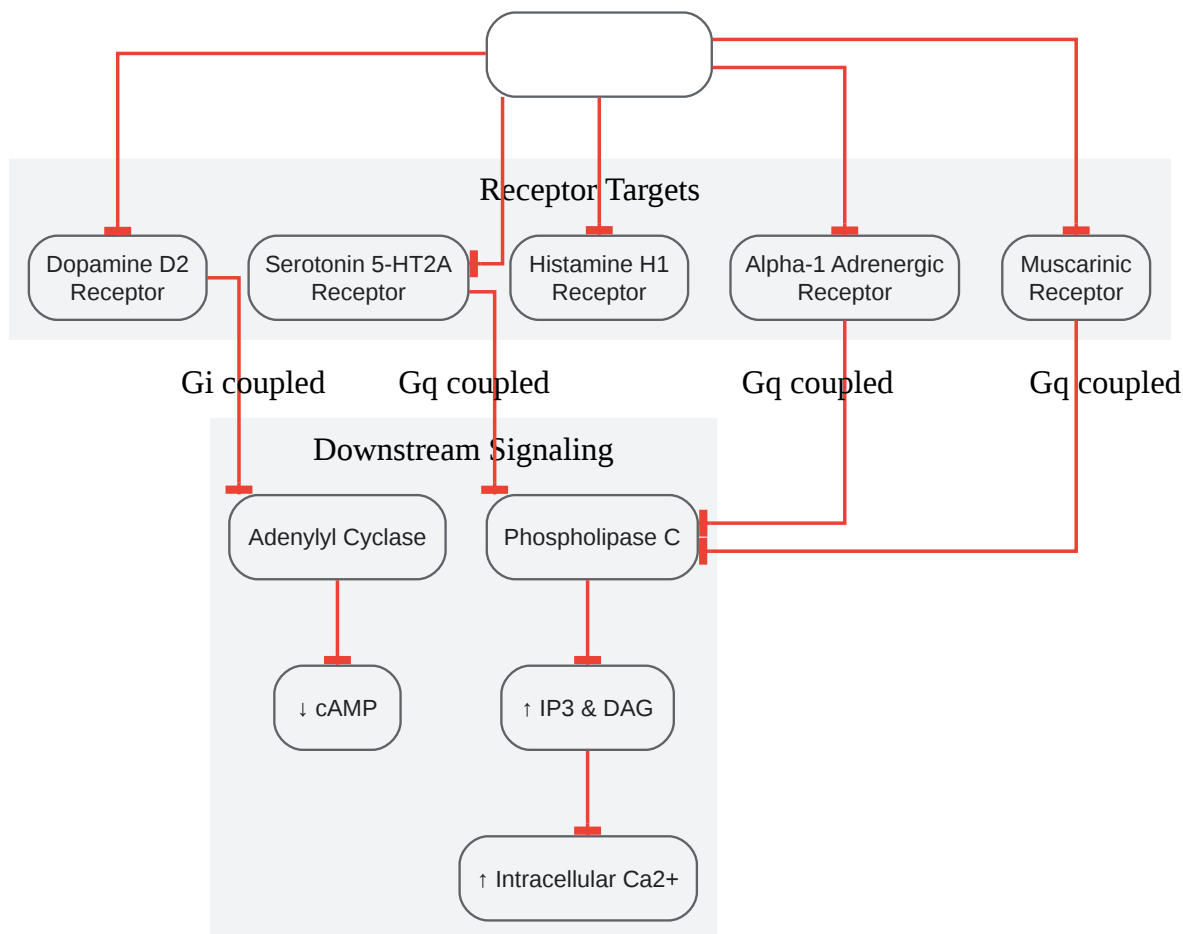 Receptor Targets
Dopamine D2
Receptor
Serotonin 5-HT2A
Receptor
Histamine H1
Receptor
Alpha-1 Adrenergic
Receptor
Muscarinic
Receptor
Gi coupled
Gq coupled
Gq coupled
Gq coupled
Downstream Signaling
Adenylyl Cyclase
Phospholipase C
↓ cAMP
↑ IP3 & DAG
↑ Intracellular Ca2+